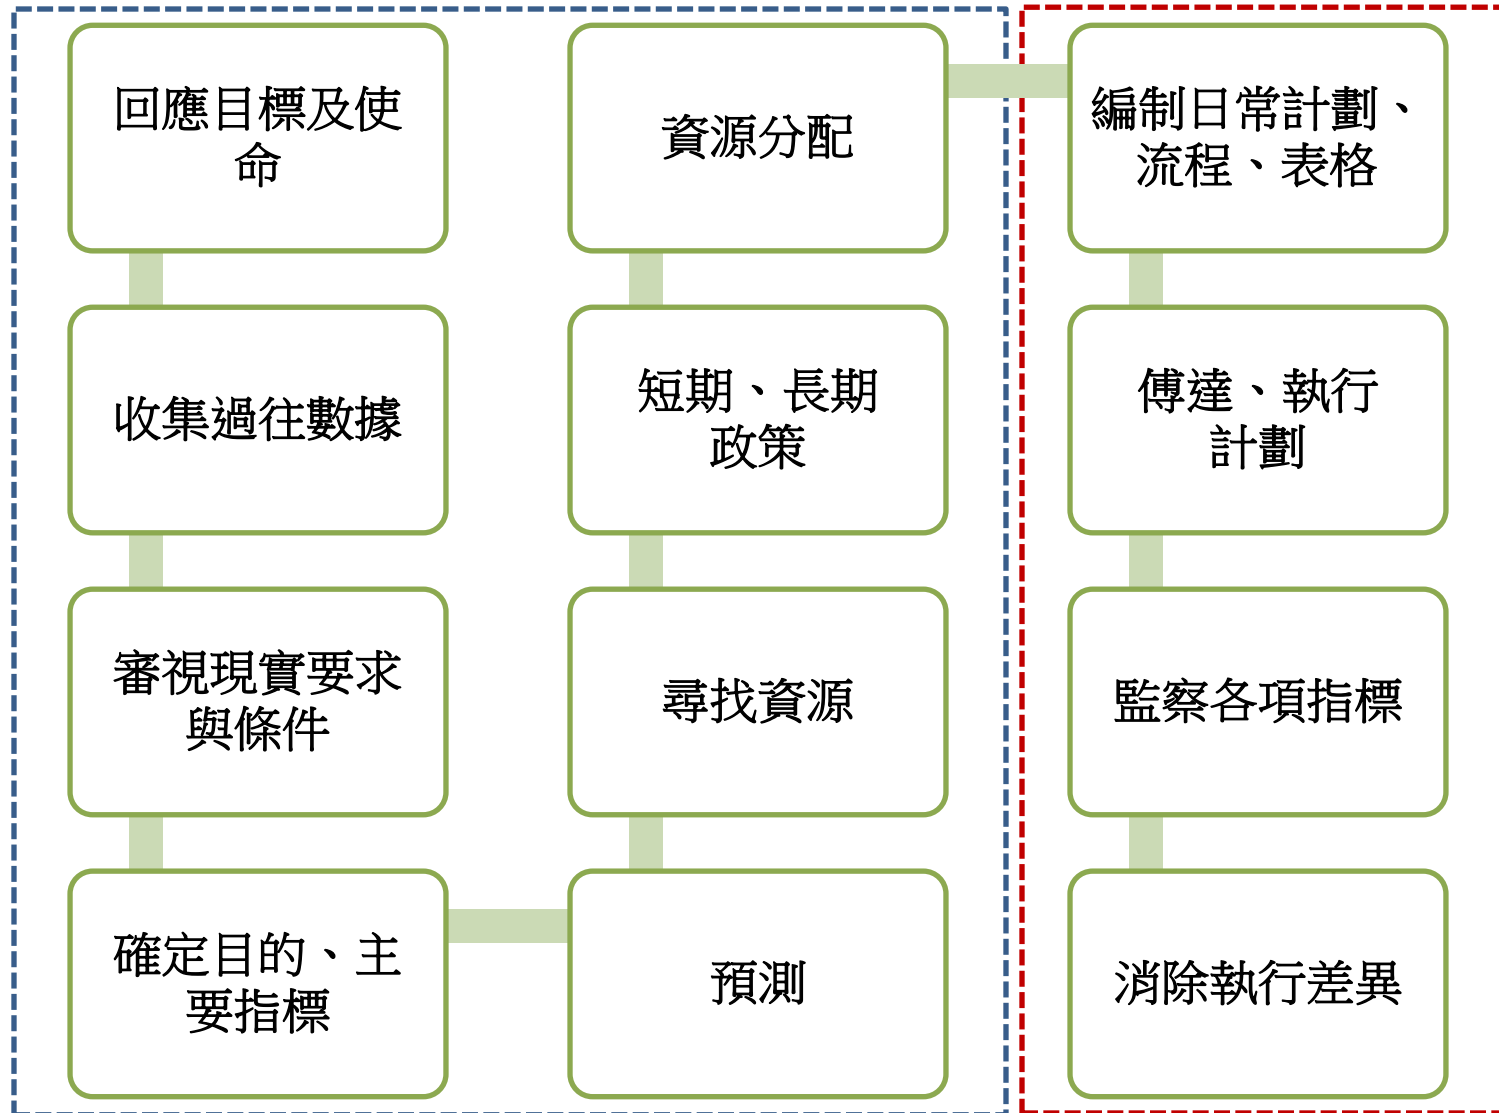 回應目標及使
命
收集過往數據
審視現實要求
與條件
確定目的、主
要指標
預測
尋找資源
短期、長期
政策
資源分配
編制日常計劃、
流程、表格
傅達、執行
計劃
監察各項指標
消除執行差異